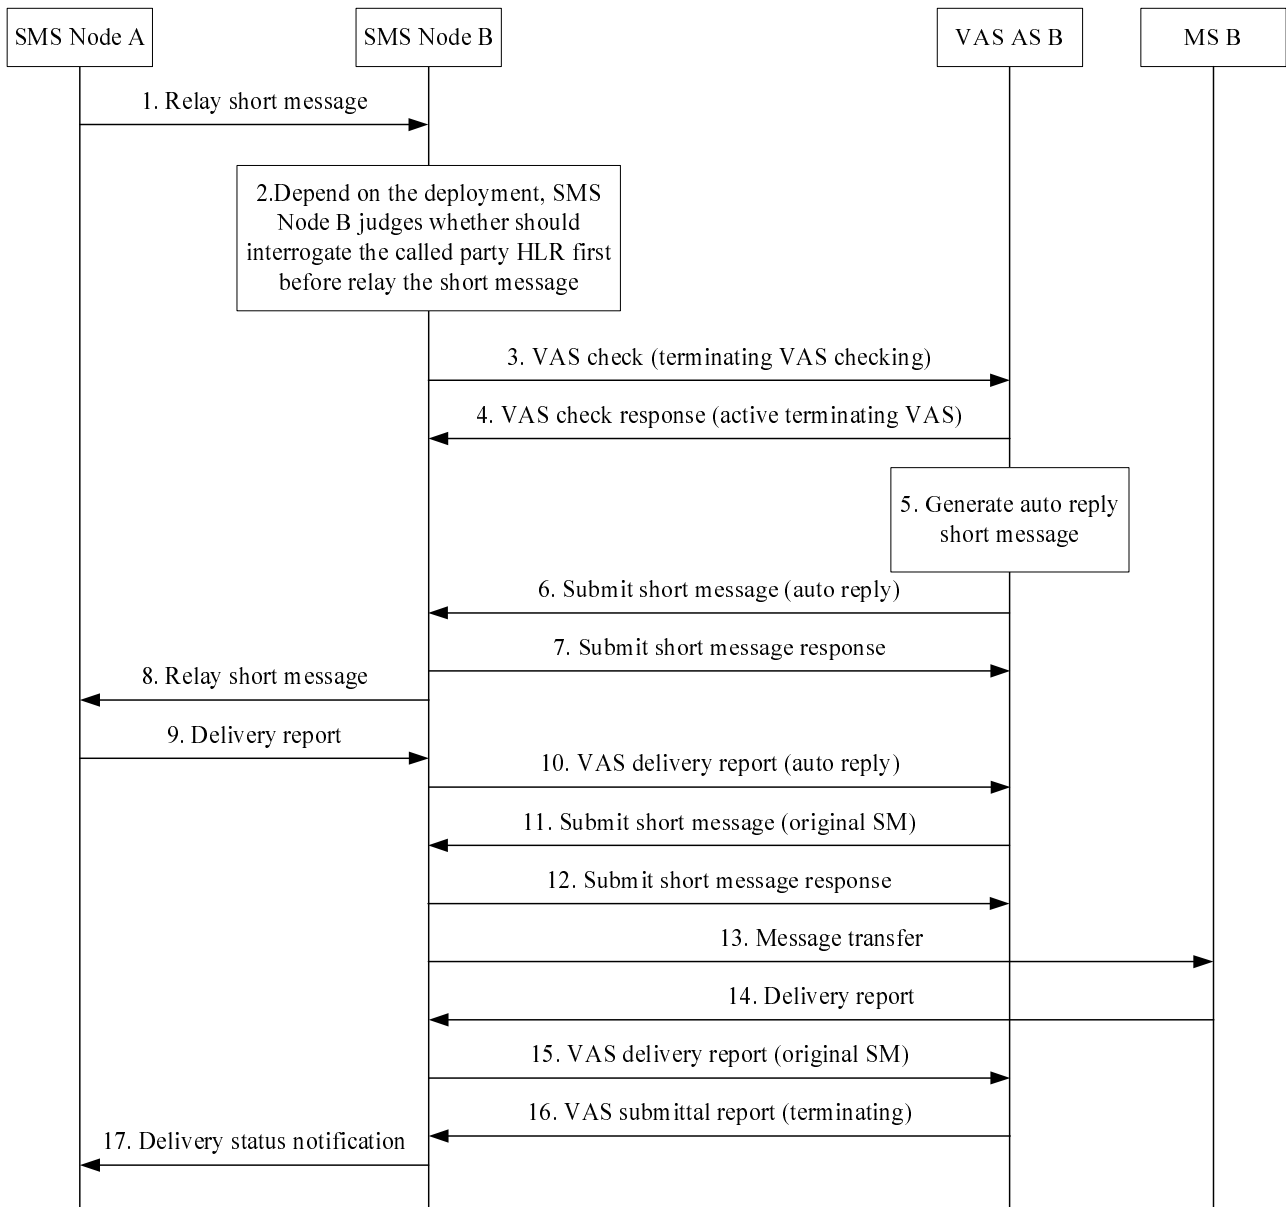 SMS Node A
SMS Node B
VAS AS B
MS B
1. Relay short message
2.Depend on the deployment, SMS
Node B judges whether should
interrogate the called party HLR first
before relay the short message
3. VAS check (terminating VAS checking)
4. VAS check response (active terminating VAS)
5. Generate auto reply
short message
6. Submit short message (auto reply)
7. Submit short message response
8. Relay short message
9. Delivery report
10. VAS delivery report (auto reply)
11. Submit short message (original SM)
12. Submit short message response
13. Message transfer
14. Delivery report
15. VAS delivery report (original SM)
16. VAS submittal report (terminating)
17. Delivery status notification